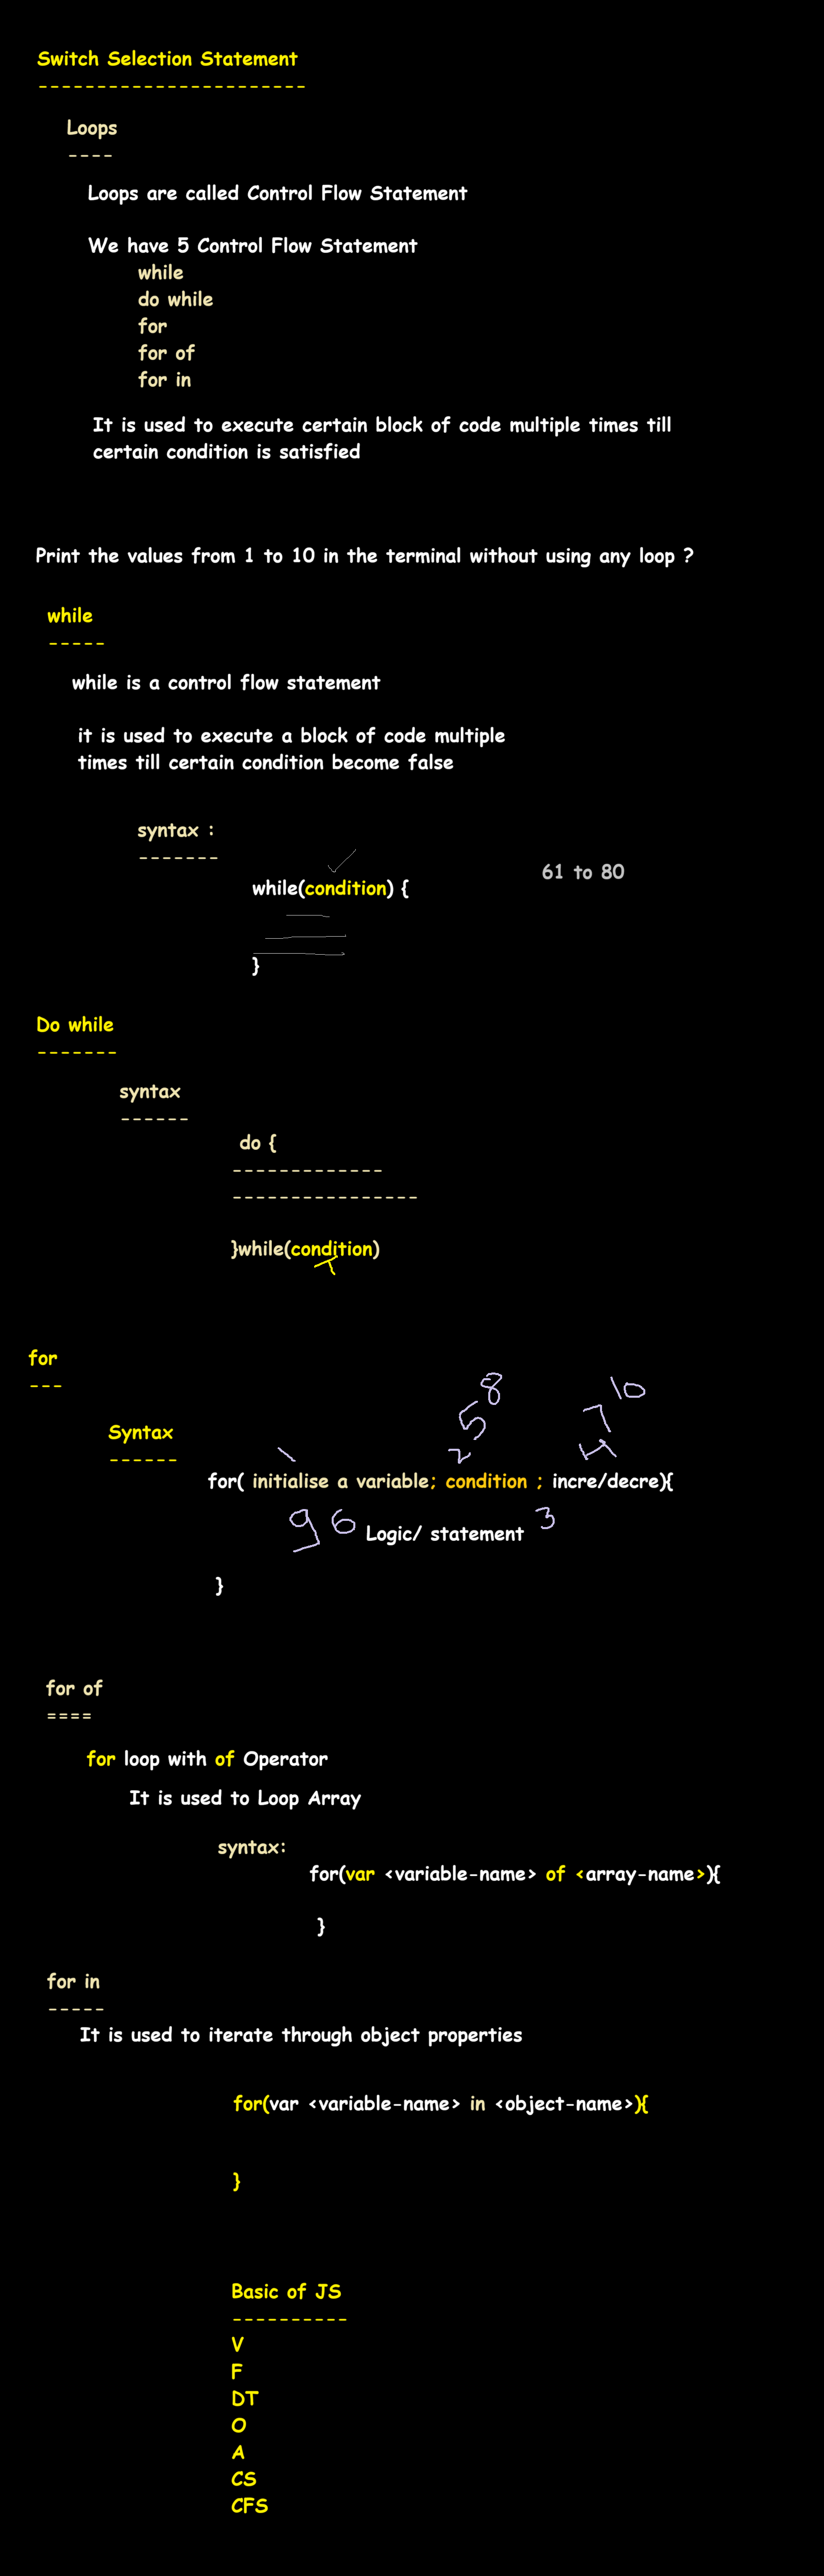 Switch Selection Statement
-----------------------
Loops
----
Loops are called Control Flow Statement
We have 5 Control Flow Statement
while
do while
for
for of
for in
It is used to execute certain block of code multiple times till
certain condition is satisfied
Print the values from 1 to 10 in the terminal without using any loop ?
while
-----
while is a control flow statement
it is used to execute a block of code multiple
times till certain condition become false
syntax :
-------
61 to 80
while(condition) {
}
Do while
-------
syntax
------
do {
-------------
----------------
}while(condition)
T
for
---
8 10
Syntax 5 7
------
1 2 4
for( initialise a variable; condition ; incre/decre){
9 6 Logic/ statement 3
}
for of
====
for loop with of Operator
It is used to Loop Array
syntax:
for(var <variable-name> of <array-name>){
}
for in
-----
It is used to iterate through object properties
for(var <variable-name> in <object-name>){
}
Basic of JS
----------
V
F
DT
O
A
CS
CFS